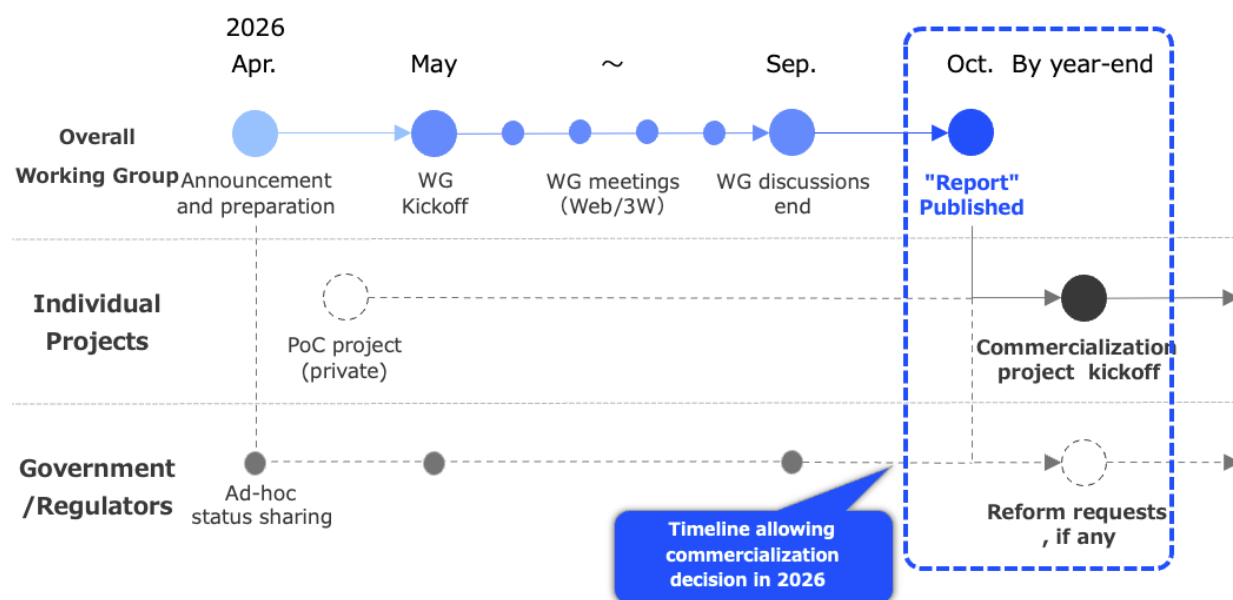 2026
Apr.
May
～
Sep.
Oct.
By year-end
Overall
Working Group
Announcement
and preparation
WG
Kickoff
WG meetings
(Web/3W)
WG discussions
end
"Report"
Published
Individual
Projects
PoC project
(private)
Commercialization
project kickoff
Government
/Regulators
Ad-hoc
status sharing
Reform requests
, if any
Timeline allowing
commercialization
decision in 2026